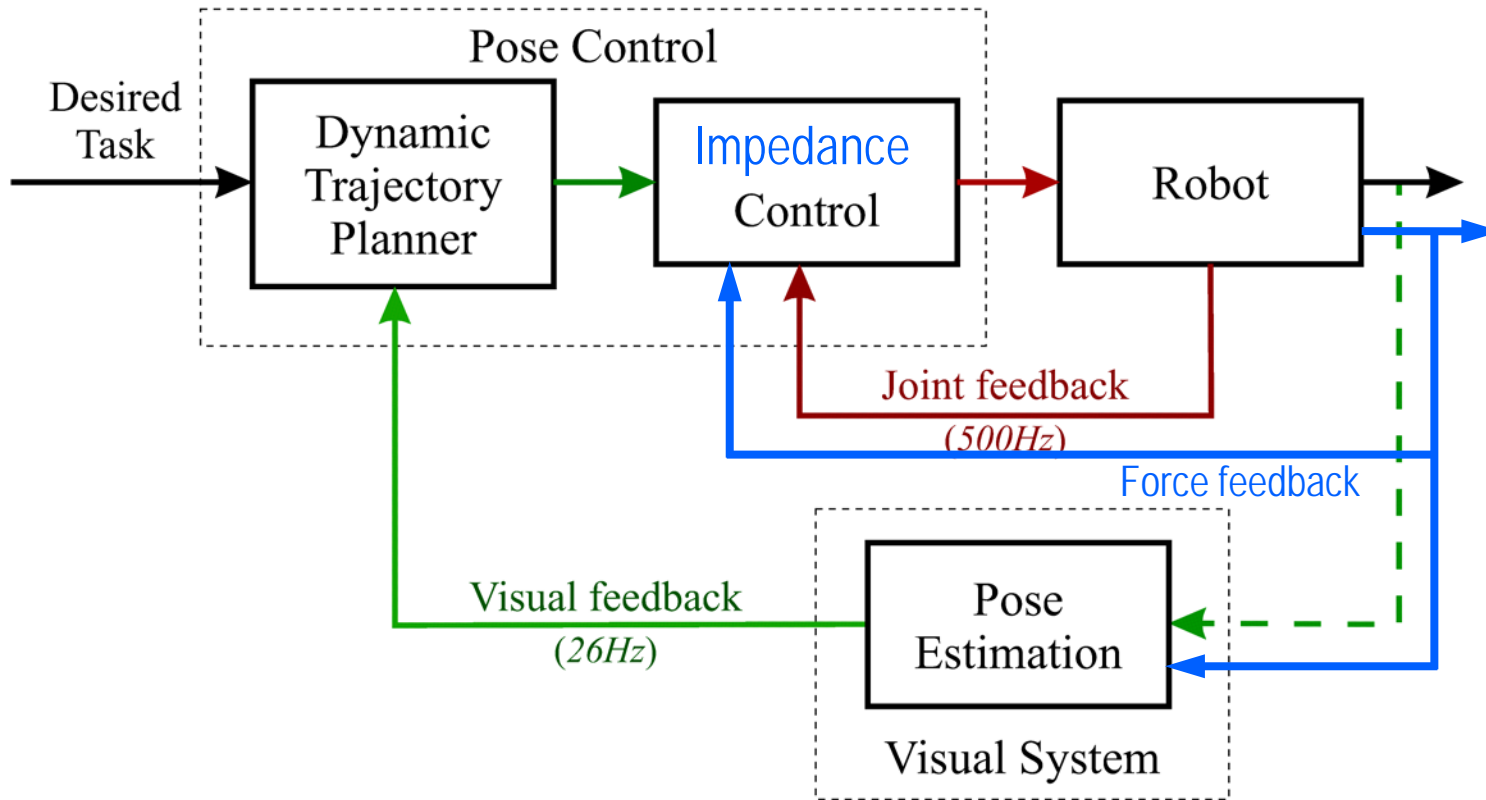 Pose Control
Desired
Task
Dynamic
Trajectory
Planner
Impedance
Control
Robot
Joint feedback
(500Hz)
Force feedback
Visual feedback
(26Hz)
Pose
Estimation
Visual System